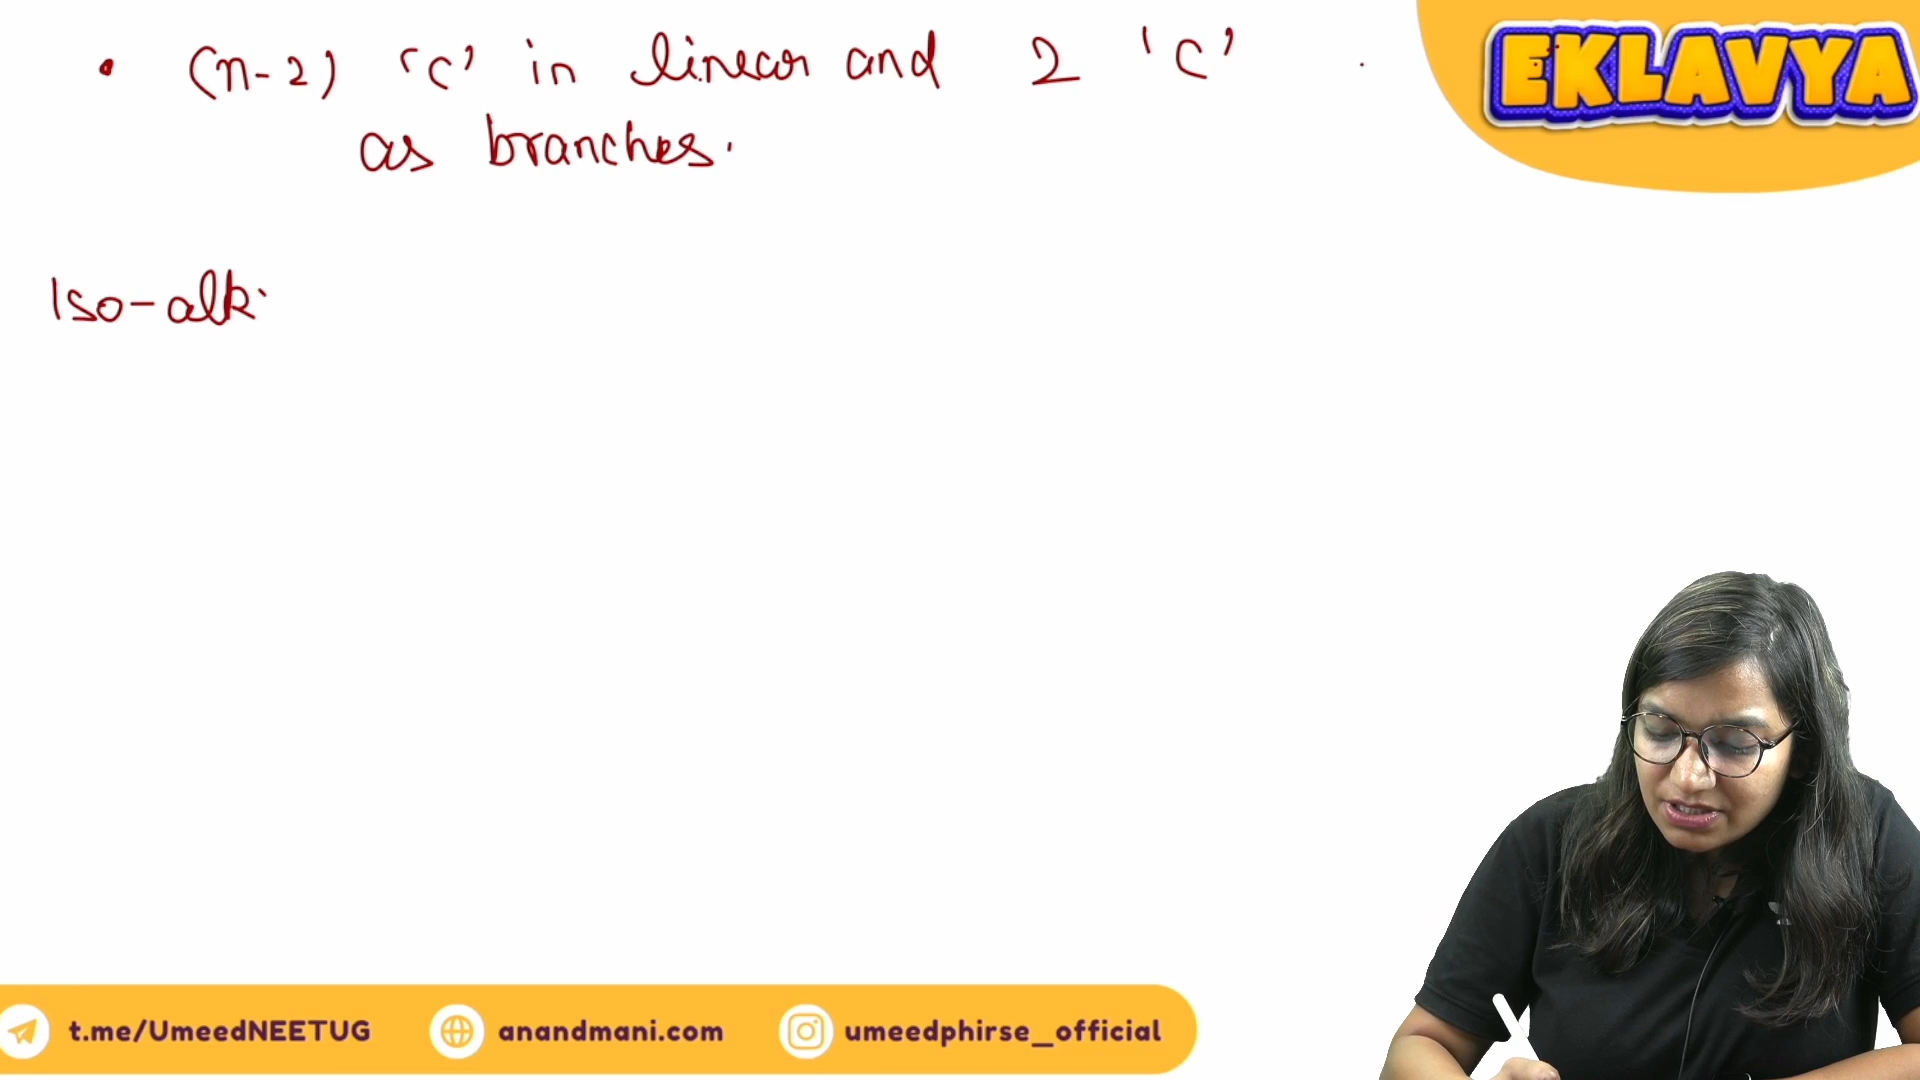 • (n-2) 'c' in linear and 2 'c'
as branches.
Iso-alk
EKLAVYA
t.me/UmeedNEETUG anandmani.com umeedphirse_official